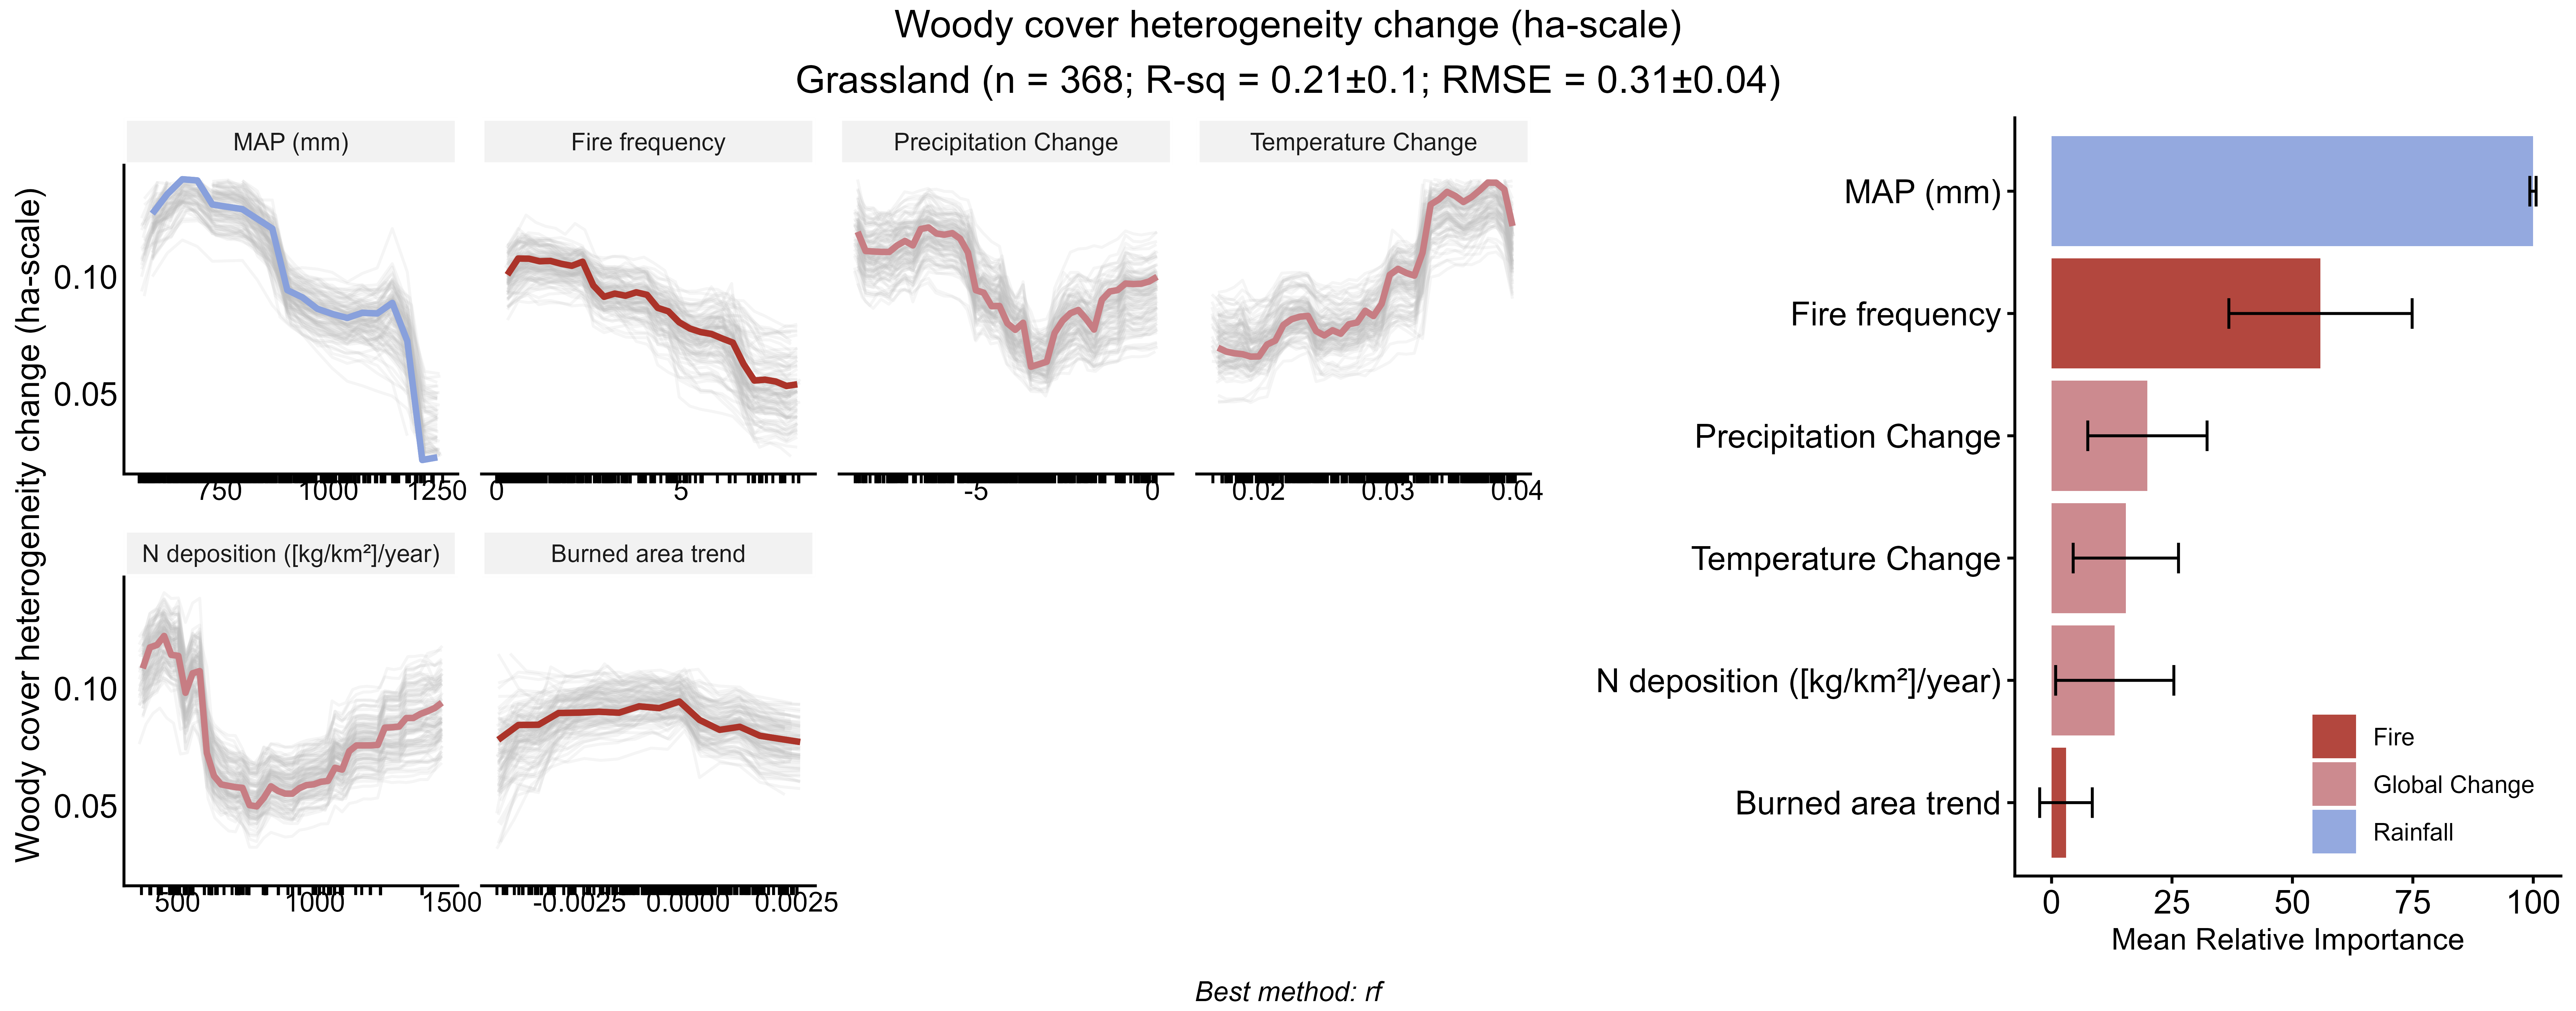 Woody cover heterogeneity change (ha-scale)
Grassland (n = 368; R-sq = 0.21±0.1; RMSE = 0.31±0.04)
Woody cover heterogeneity change (ha-scale)
MAP (mm)
Fire frequency
Precipitation Change
Temperature Change
0.10
0.05
750 1000 1250
0 5
-5 0
0.02 0.03 0.04
N deposition ([kg/km²]/year)
Burned area trend
0.10
0.05
500 1000 1500
-0.0025 0.0000 0.0025
MAP (mm)
Fire frequency
Precipitation Change
Temperature Change
N deposition ([kg/km²]/year)
Burned area trend
Fire
Global Change
Rainfall
0 25 50 75 100
Mean Relative Importance
Best method: rf